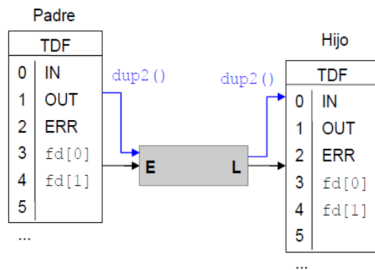 Padre
TDF
0 IN
1 OUT
2 ERR
3 fd[0]
4 fd[1]
5
...
dup2()
E L
dup2()
Hijo
TDF
0 IN
1 OUT
2 ERR
3 fd[0]
4 fd[1]
5
...